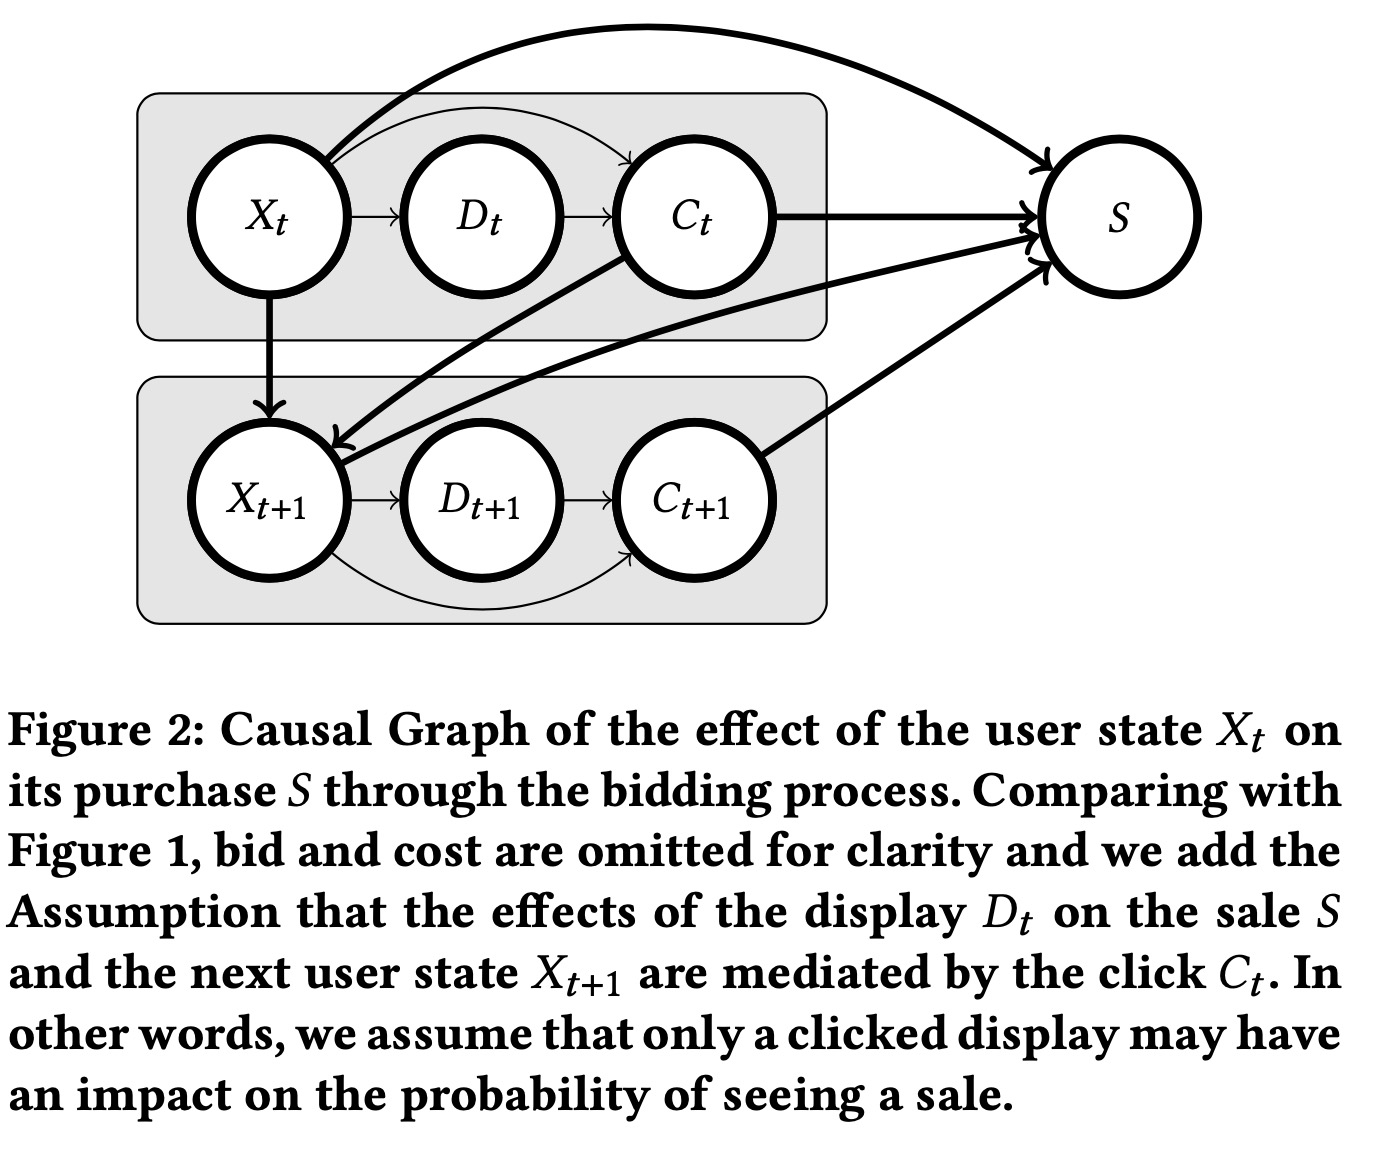 X_t D_t C_t S
X_{t+1} D_{t+1} C_{t+1}
Figure 2: Causal Graph of the effect of the user state X_t on
its purchase S through the bidding process. Comparing with
Figure 1, bid and cost are omitted for clarity and we add the
Assumption that the effects of the display D_t on the sale S
and the next user state X_{t+1} are mediated by the click C_t. In
other words, we assume that only a clicked display may have
an impact on the probability of seeing a sale.